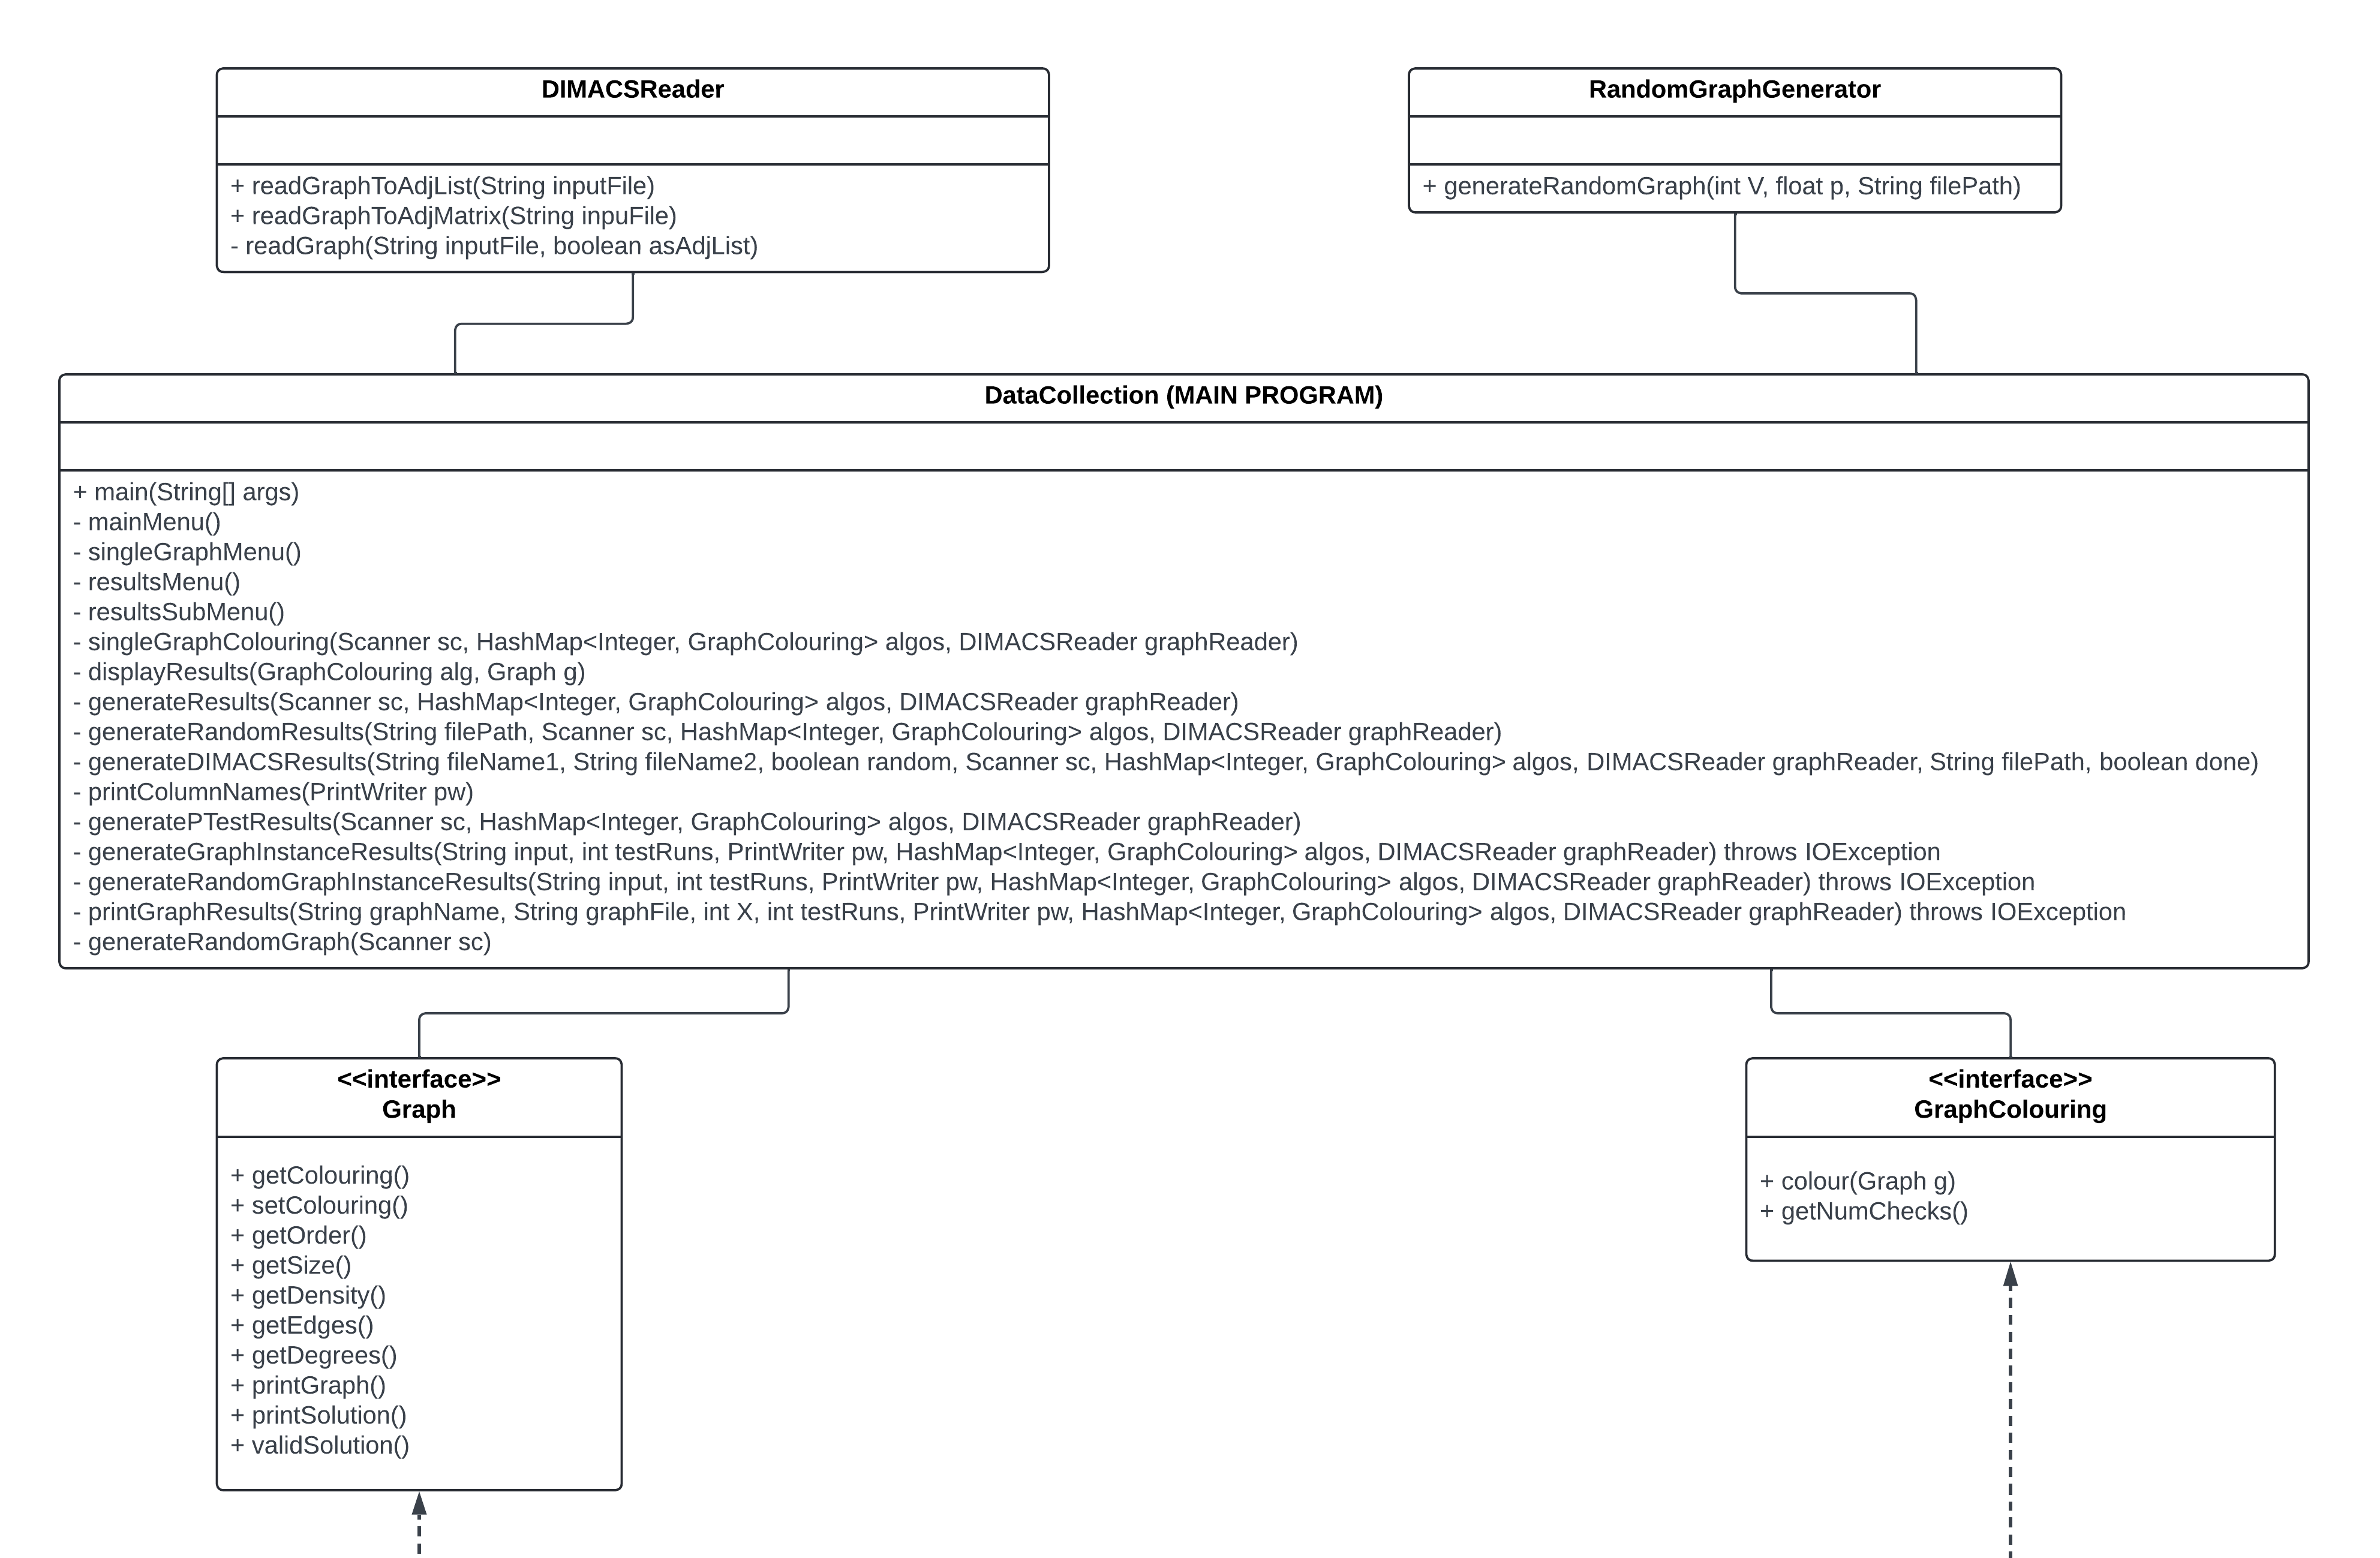 DIMACSReader
+ readGraphToAdjList(String inputFile)
+ readGraphToAdjMatrix(String inpuFile)
- readGraph(String inputFile, boolean asAdjList)
RandomGraphGenerator
+ generateRandomGraph(int V, float p, String filePath)
DataCollection (MAIN PROGRAM)
+ main(String[] args)
- mainMenu()
- singleGraphMenu()
- resultsMenu()
- resultsSubMenu()
- singleGraphColouring(Scanner sc, HashMap<Integer, GraphColouring> algos, DIMACSReader graphReader)
- displayResults(GraphColouring alg, Graph g)
- generateResults(Scanner sc, HashMap<Integer, GraphColouring> algos, DIMACSReader graphReader)
- generateRandomResults(String filePath, Scanner sc, HashMap<Integer, GraphColouring> algos, DIMACSReader graphReader)
- generateDIMACSResults(String fileName1, String fileName2, boolean random, Scanner sc, HashMap<Integer, GraphColouring> algos, DIMACSReader graphReader, String filePath, boolean done)
- printColumnNames(PrintWriter pw)
- generatePTestResults(Scanner sc, HashMap<Integer, GraphColouring> algos, DIMACSReader graphReader)
- generateGraphInstanceResults(String input, int testRuns, PrintWriter pw, HashMap<Integer, GraphColouring> algos, DIMACSReader graphReader) throws IOException
- generateRandomGraphInstanceResults(String input, int testRuns, PrintWriter pw, HashMap<Integer, GraphColouring> algos, DIMACSReader graphReader) throws IOException
- printGraphResults(String graphName, String graphFile, int X, int testRuns, PrintWriter pw, HashMap<Integer, GraphColouring> algos, DIMACSReader graphReader) throws IOException
- generateRandomGraph(Scanner sc)
<<interface>>
Graph
+ getColouring()
+ setColouring()
+ getOrder()
+ getSize()
+ getDensity()
+ getEdges()
+ getDegrees()
+ printGraph()
+ printSolution()
+ validSolution()
<<interface>>
GraphColouring
+ colour(Graph g)
+ getNumChecks()